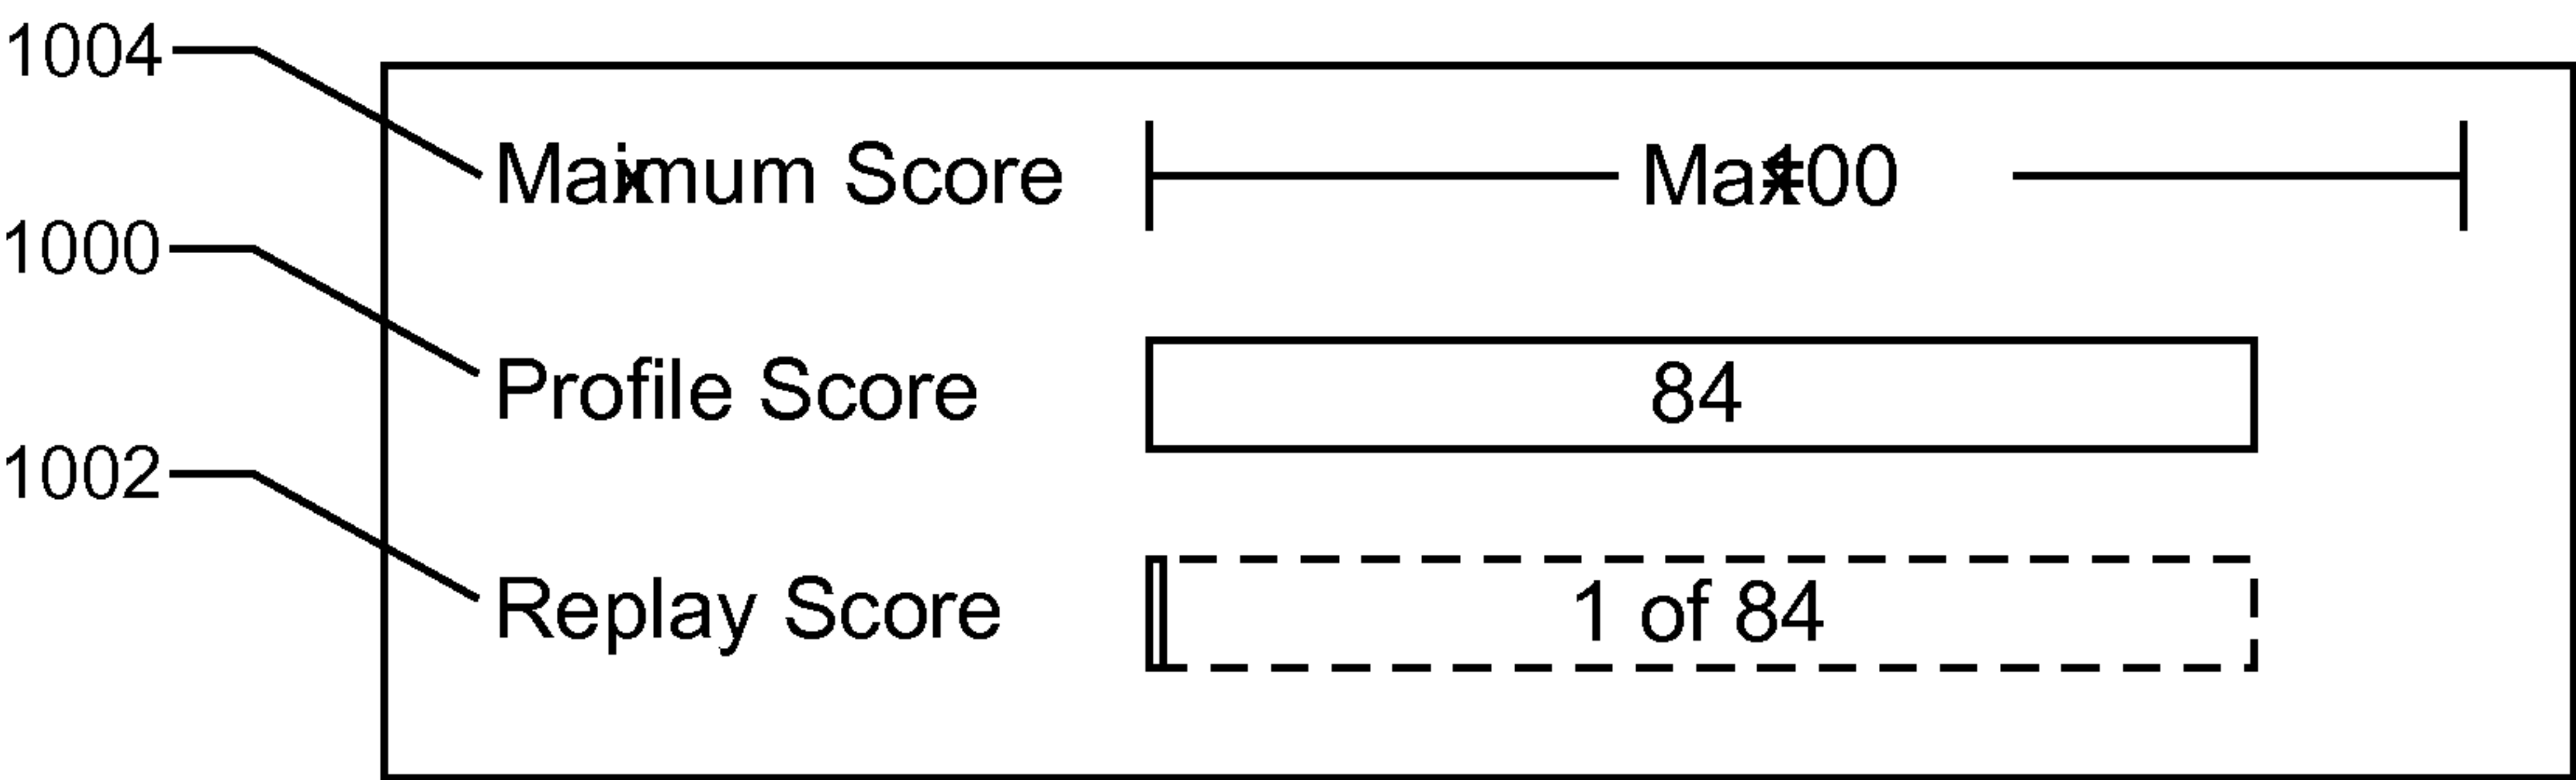 1004
Maximum Score Max=100
1000
Profile Score 84
1002
Replay Score 1 of 84